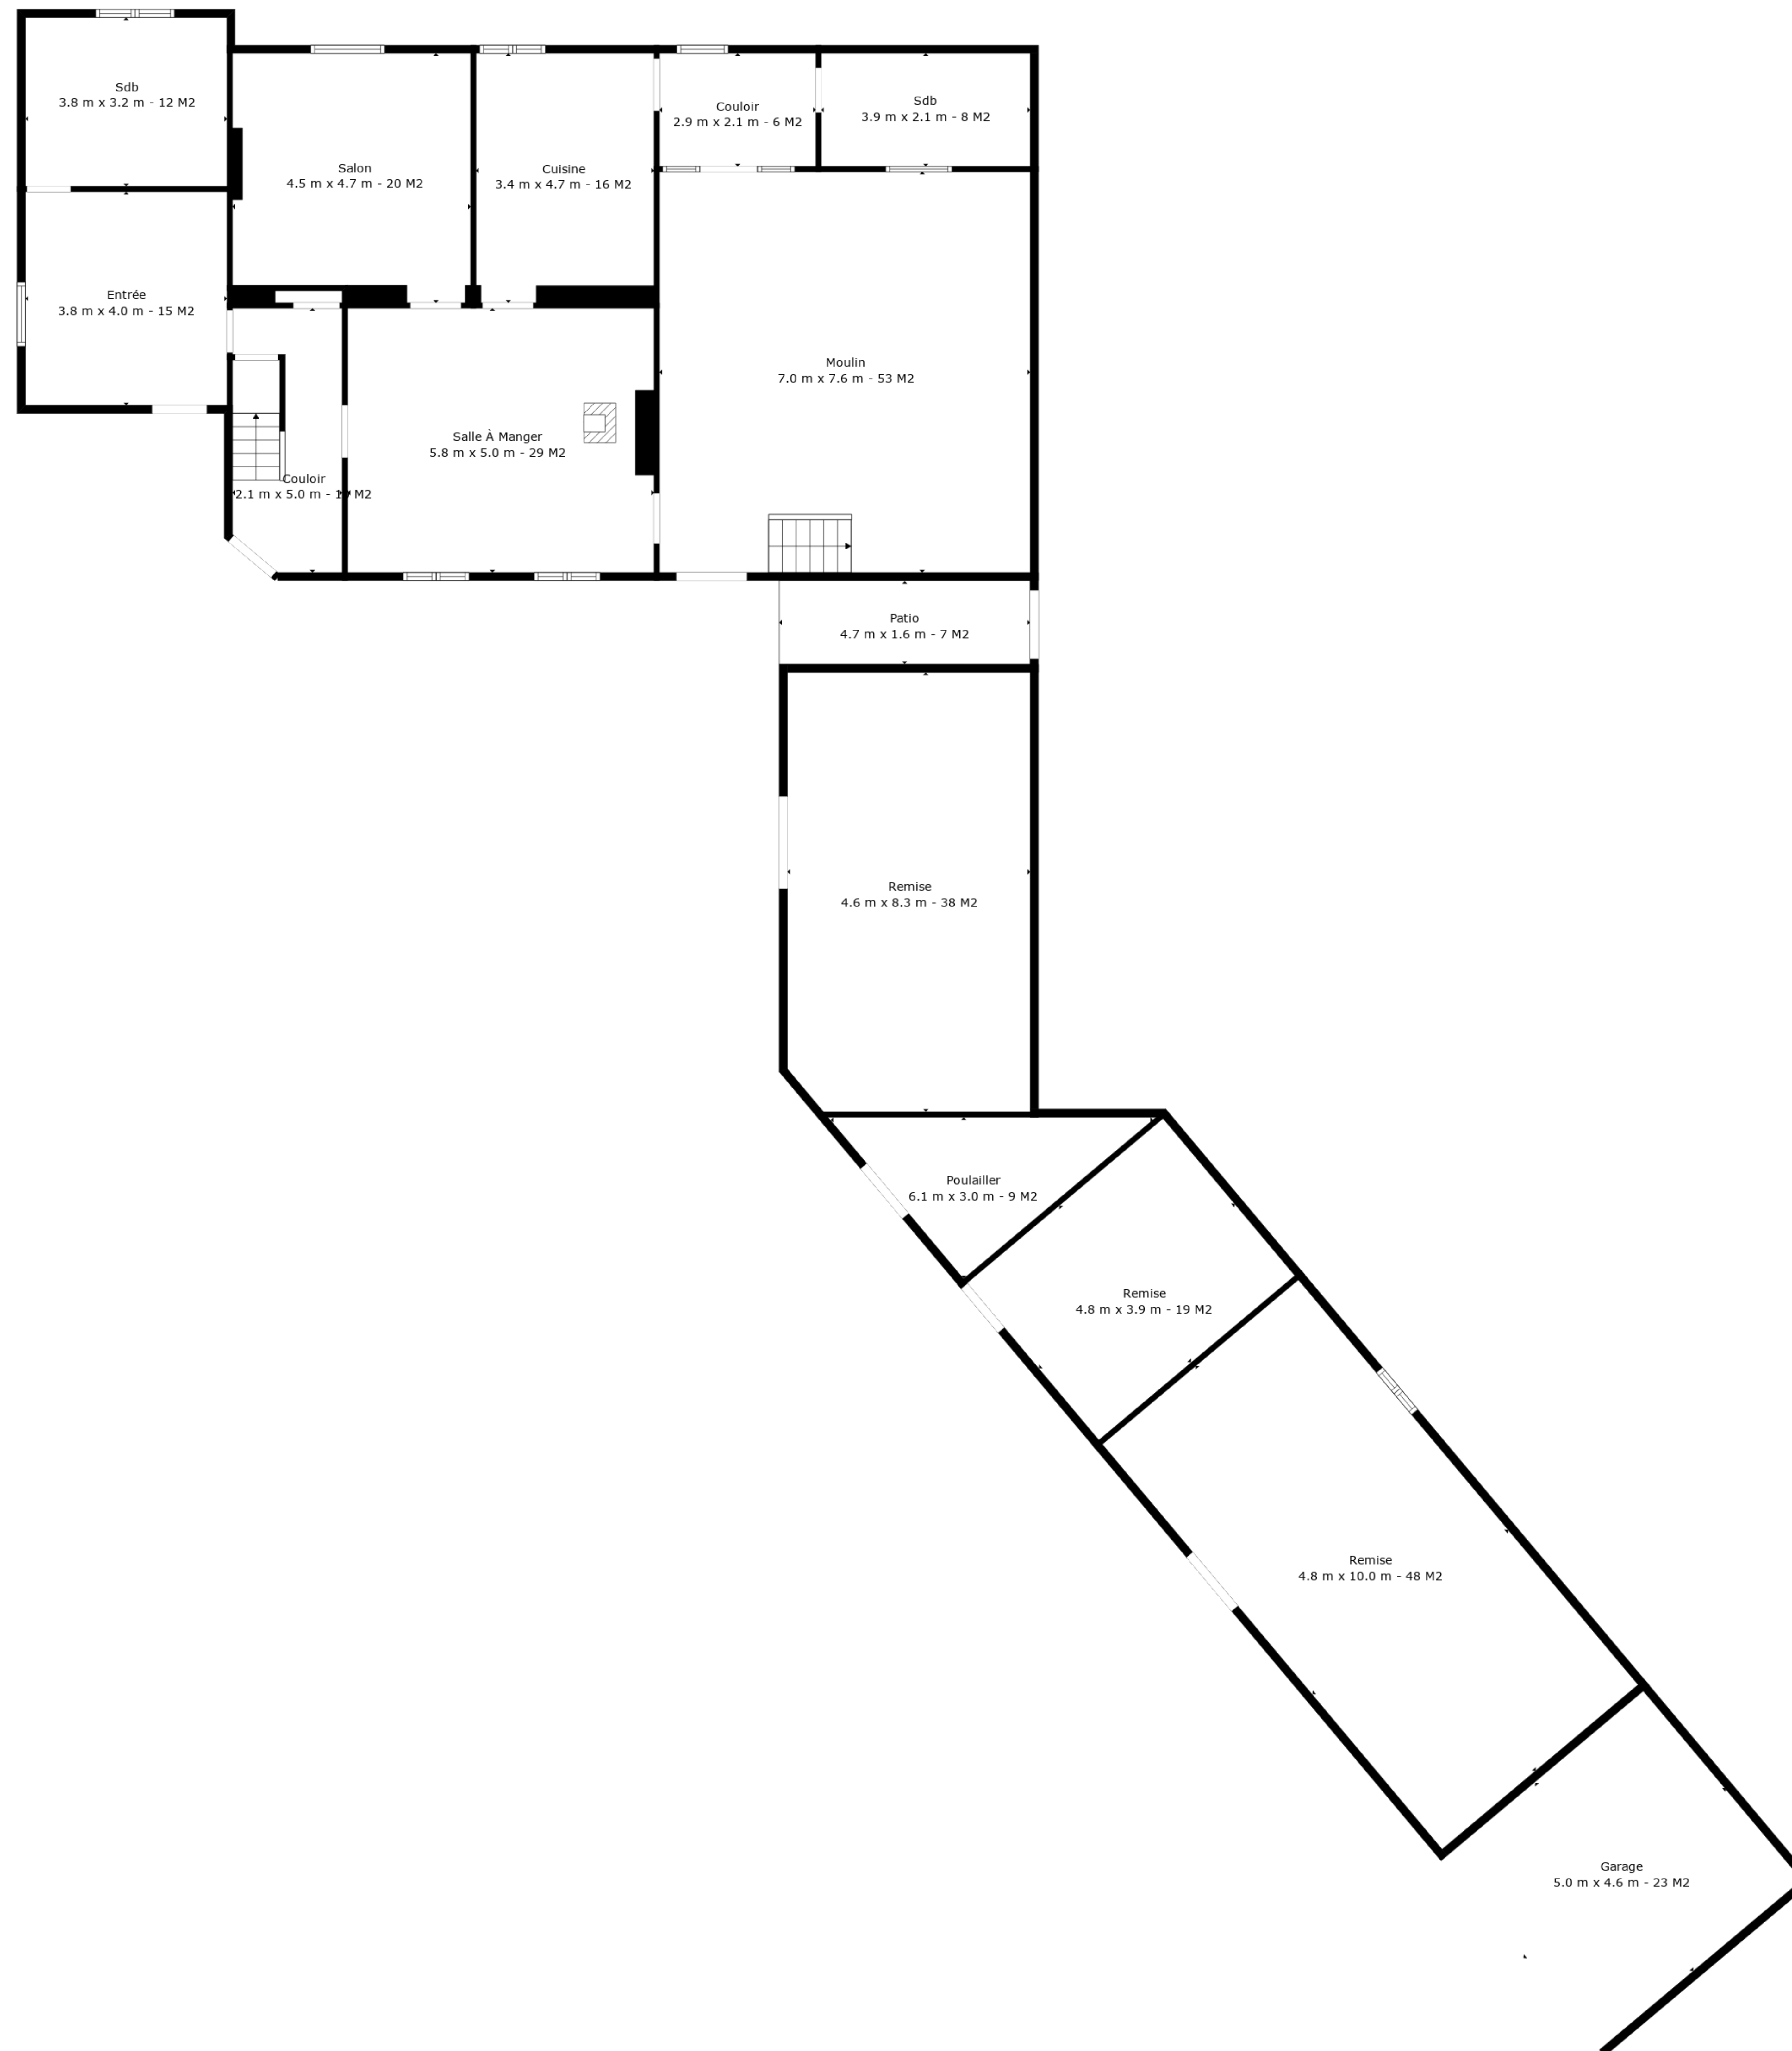 Sdb
3.8 m x 3.2 m - 12 M2
Salon
4.5 m x 4.7 m - 20 M2
Cuisine
3.4 m x 4.7 m - 16 M2
Couloir
2.9 m x 2.1 m - 6 M2
Sdb
3.9 m x 2.1 m - 8 M2
Entrée
3.8 m x 4.0 m - 15 M2
Moulin
7.0 m x 7.6 m - 53 M2
Salle À Manger
5.8 m x 5.0 m - 29 M2
Couloir
2.1 m x 5.0 m - M2
Patio
4.7 m x 1.6 m - 7 M2
Remise
4.6 m x 8.3 m - 38 M2
Poulailler
6.1 m x 3.0 m - 9 M2
Remise
4.8 m x 3.9 m - 19 M2
Remise
4.8 m x 10.0 m - 48 M2
Garage
5.0 m x 4.6 m - 23 M2